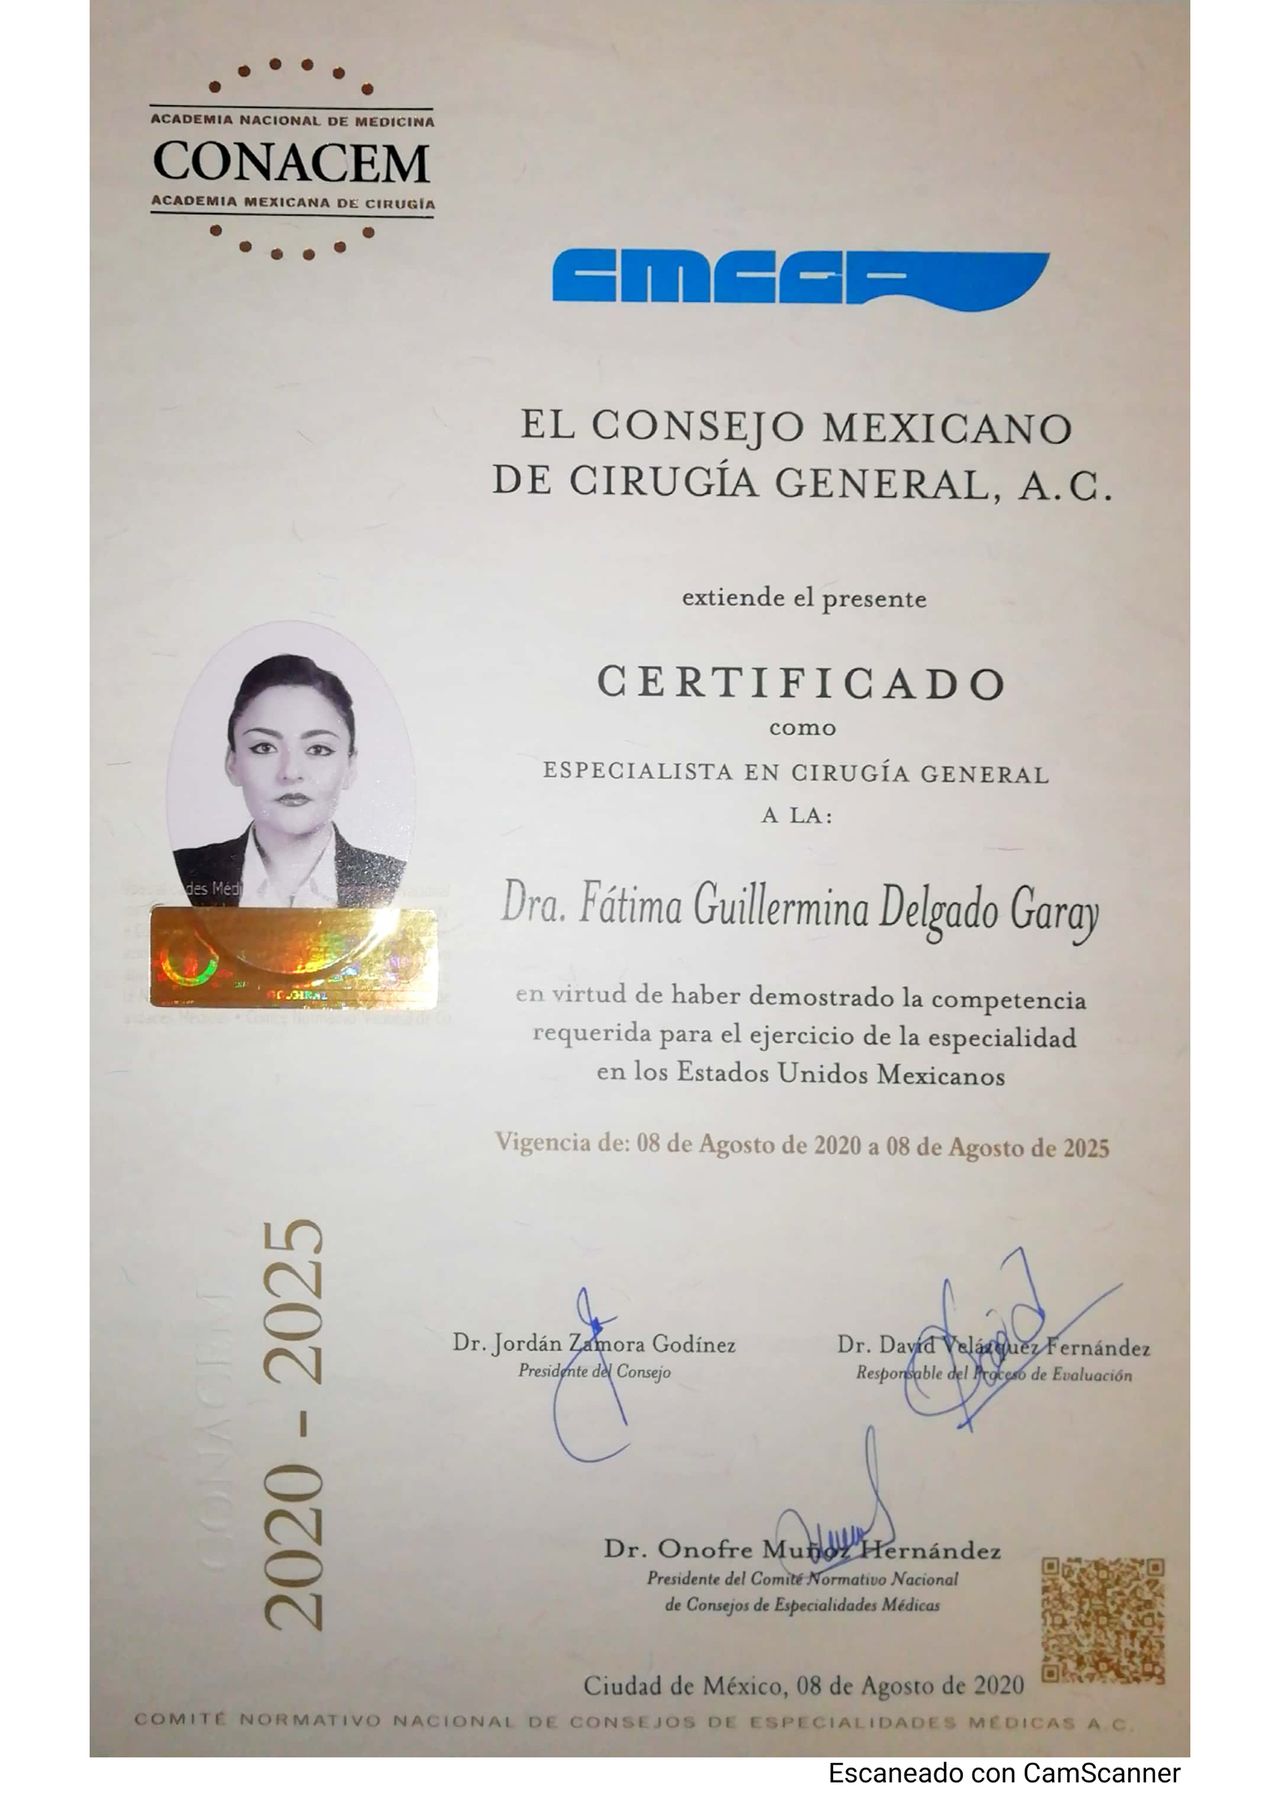 ACADEMIA NACIONAL DE MEDICINA
CONACEM
ACADEMIA MEXICANA DE CIRUGÍA
CMCG
EL CONSEJO MEXICANO
DE CIRUGÍA GENERAL, A.C.
extiende el presente
CERTIFICADO
como
ESPECIALISTA EN CIRUGÍA GENERAL
A LA:
Dra. Fátima Guillermina Delgado Garay
en virtud de haber demostrado la competencia
requerida para el ejercicio de la especialidad
en los Estados Unidos Mexicanos
Vigencia de: 08 de Agosto de 2020 a 08 de Agosto de 2025
ORIGINAL
CONACEM
2020 - 2025
Dr. Jordán Zamora Godínez
Presidente del Consejo
Dr. David Velázquez Fernández
Responsable del Proceso de Evaluación
Dr. Onofre Muñoz Hernández
Presidente del Comité Normativo Nacional
de Consejos de Especialidades Médicas
Ciudad de México, 08 de Agosto de 2020
COMITÉ NORMATIVO NACIONAL DE CONSEJOS DE ESPECIALIDADES MÉDICAS A.C.
Escaneado con CamScanner